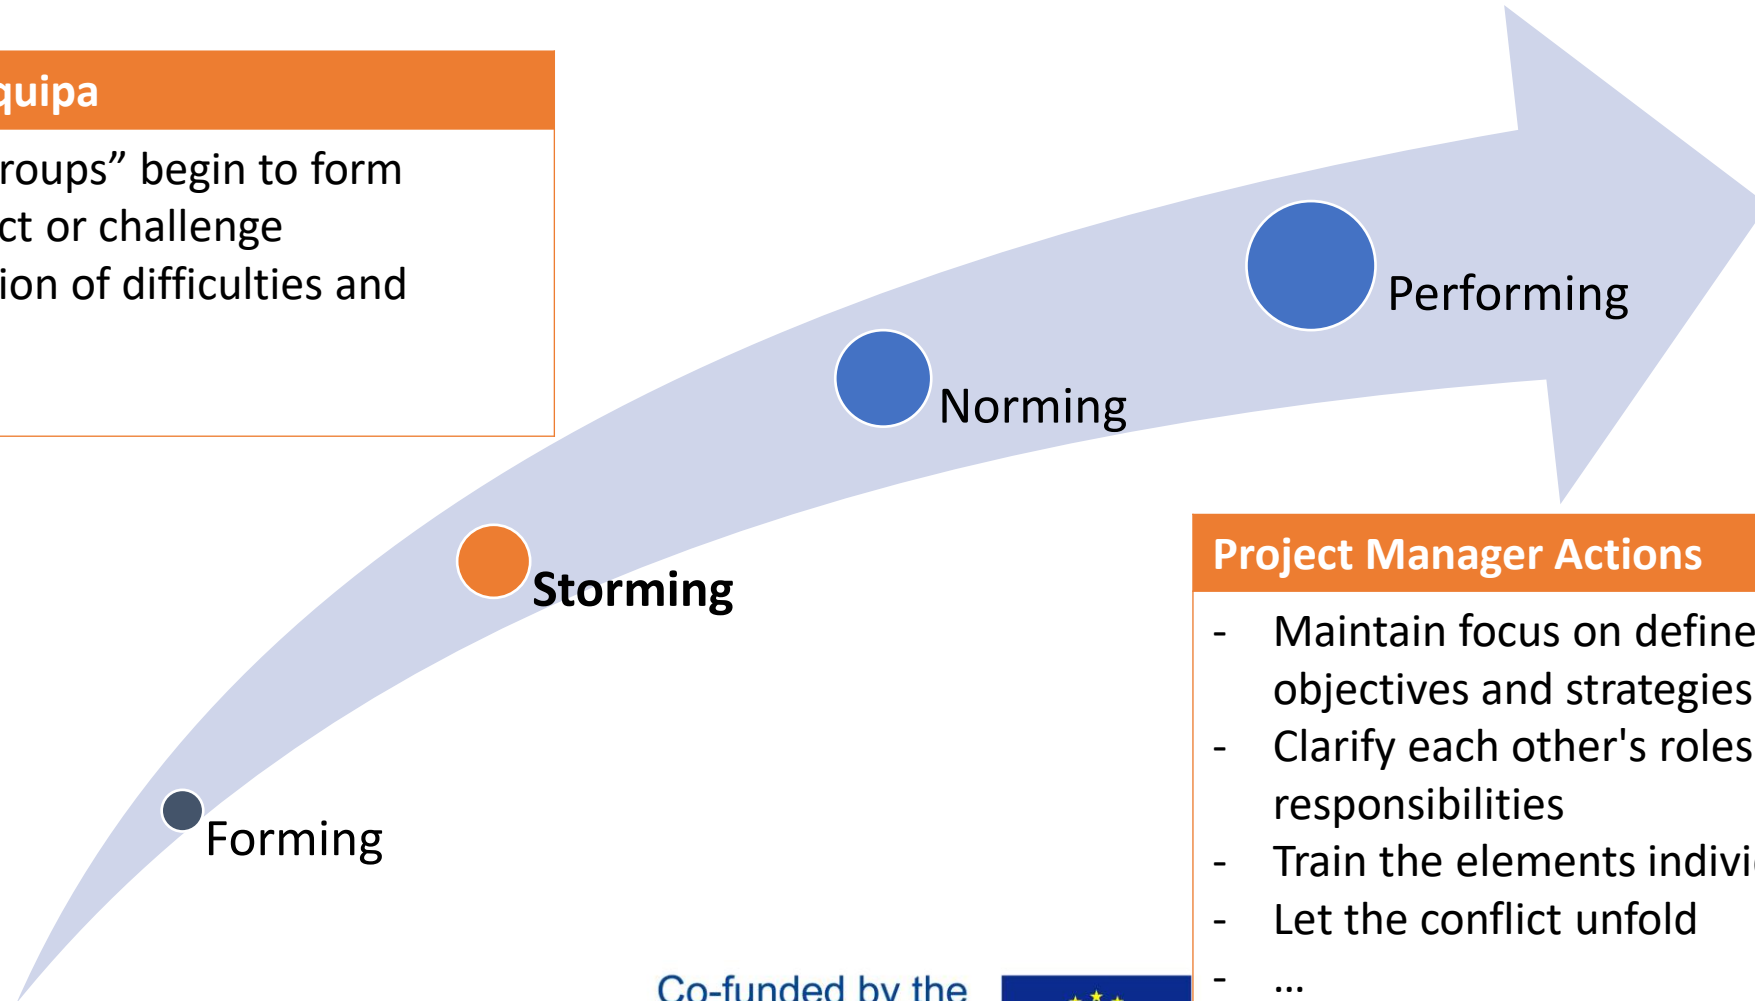 quipa
roups” begin to form
ct or challenge
tion of difficulties and
Performing
Norming
Storming
Forming
Project Manager Actions
- Maintain focus on define
objectives and strategies
- Clarify each other's roles
responsibilities
- Train the elements indivi
- Let the conflict unfold
- ...
Co-funded by the